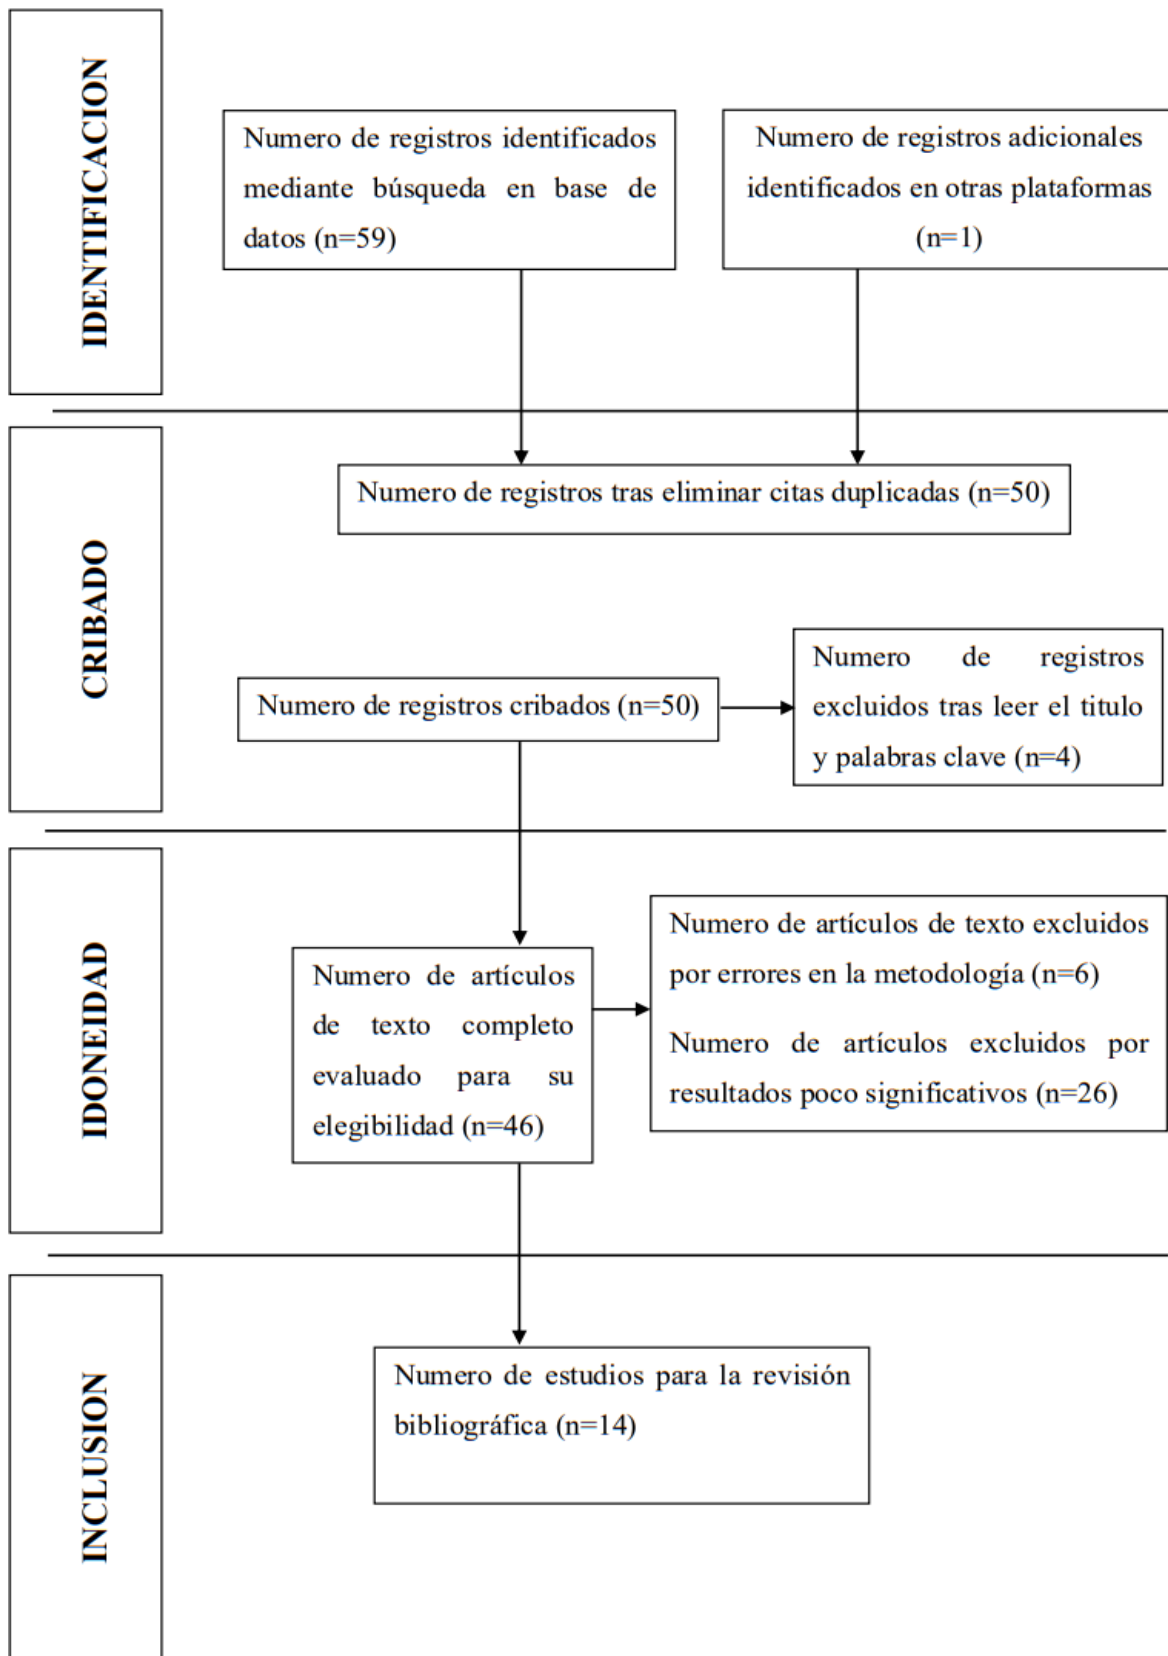 IDENTIFICACION
Numero de registros identificados
mediante búsqueda en base de
datos (n=59)
Numero de registros adicionales
identificados en otras plataformas
(n=1)
CRIBADO
Numero de registros tras eliminar citas duplicadas (n=50)
Numero de registros cribados (n=50)
Numero de registros
excluidos tras leer el titulo
y palabras clave (n=4)
IDONEIDAD
Numero de artículos
de texto completo
evaluado para su
elegibilidad (n=46)
Numero de artículos de texto excluidos
por errores en la metodología (n=6)
Numero de artículos excluidos por
resultados poco significativos (n=26)
INCLUSION
Numero de estudios para la revisión
bibliográfica (n=14)